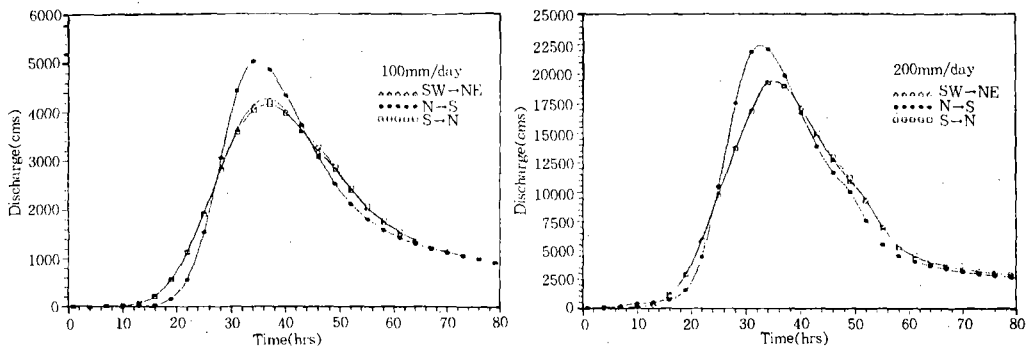 6000
5000
4000
3000
2000
1000
0
Discharge(cms)
100mm/day
SW→NE
N→S
S→N
0 10 20 30 40 50 60 70 80
Time(hrs)
25000
22500
20000
17500
15000
12500
10000
7500
5000
2500
0
Discharge(cms)
200mm/day
SW→NE
N→S
S→N
0 10 20 30 40 50 60 70 80
Time(hrs)